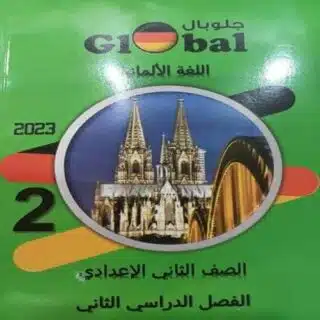 جلوبال
Global
اللغة الألمانية
2023
2
الصف الثاني الإعدادي
الفصل الدراسي الثاني